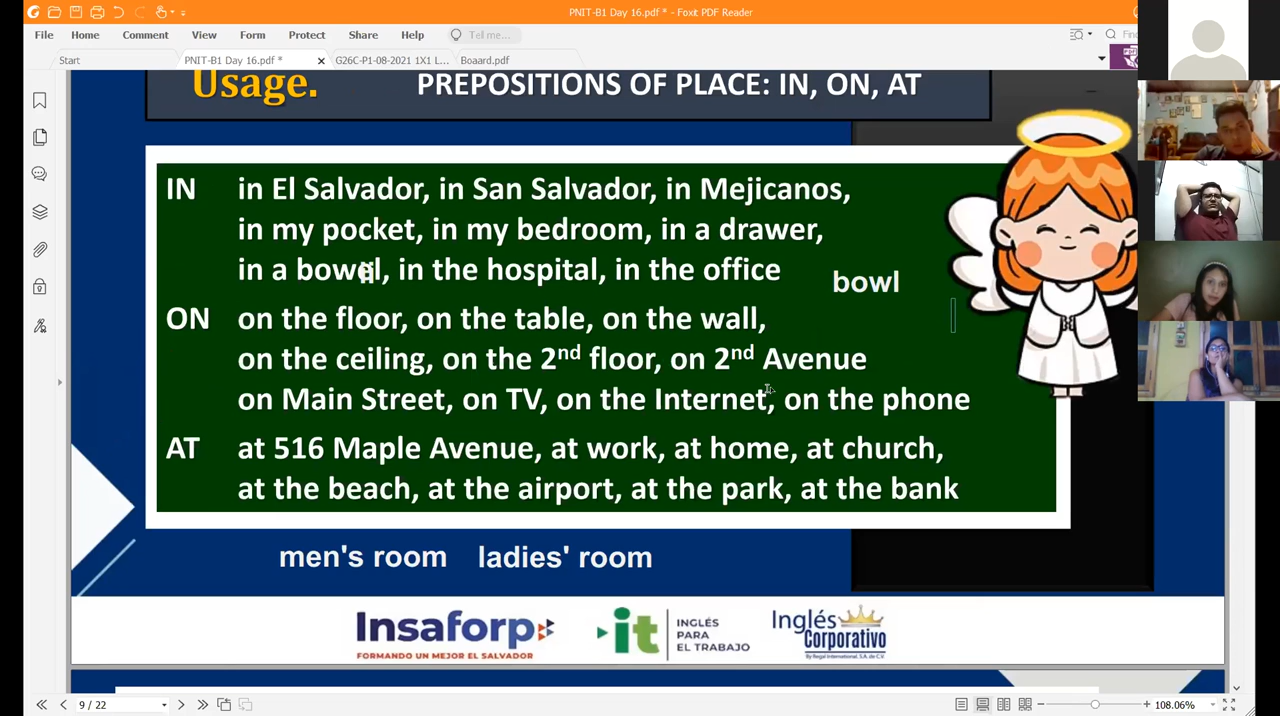 PNIT-B1 Day 16.pdf * - Foxit PDF Reader
File Home Comment View Form Protect Share Help Tell me... Find
Start PNIT-B1 Day 16.pdf * G26C-P1-08-2021 1X1 L... Boaard.pdf
Usage. PREPOSITIONS OF PLACE: IN, ON, AT
IN in El Salvador, in San Salvador, in Mejicanos,
in my pocket, in my bedroom, in a drawer,
in a bowel, in the hospital, in the office
bowl
ON on the floor, on the table, on the wall,
on the ceiling, on the 2nd floor, on 2nd Avenue
on Main Street, on TV, on the Internet, on the phone
AT at 516 Maple Avenue, at work, at home, at church,
at the beach, at the airport, at the park, at the bank
men's room ladies' room
Insaforp
FORMANDO UN MEJOR EL SALVADOR
it INGLÉS PARA EL TRABAJO
Inglés Corporativo
By Regal International, S.A. de C.V.
9 / 22 108.06%